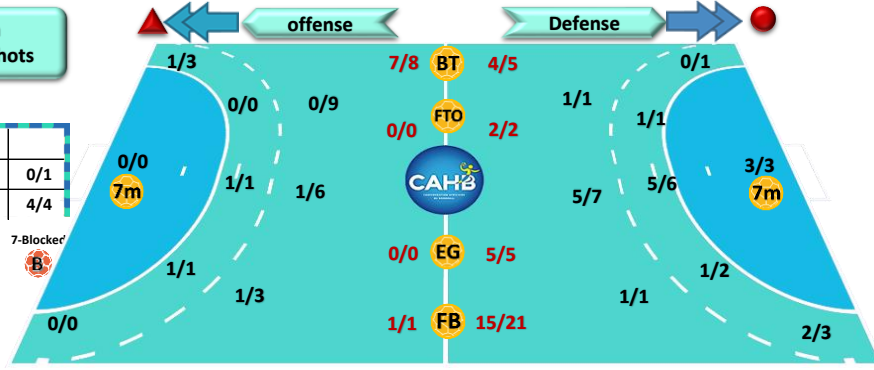 offense
Defense
hots
1/3
7/8 BT 4/5
0/1
0/0
0/9
1/1
FTO
0/0
2/2
1/1
0/1
0/0
7m
3/3
7m
CAHB
4/4
1/1
1/6
5/7
5/6
7-Blocked
B
0/0 EG 5/5
1/1
1/2
1/3
1/1
0/0
1/1 FB 15/21
2/3